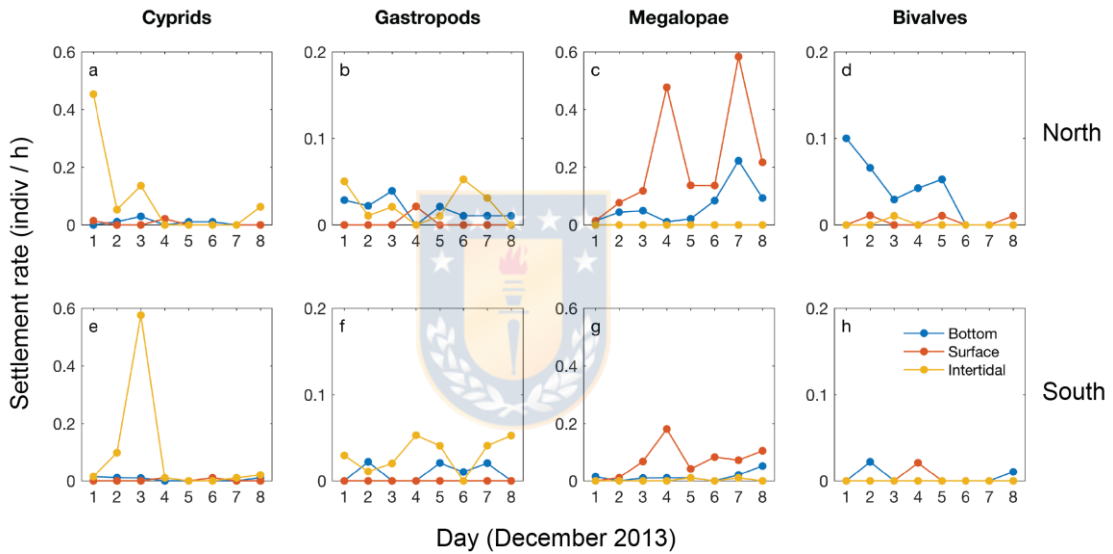 Cyprids Gastropods Megalopae Bivalves
0.6 0.2 0.6 0.2
a b c d
0.4 0.1 0.4 0.1
0.2 0.2
0 0 0 0
1 2 3 4 5 6 7 8 1 2 3 4 5 6 7 8 1 2 3 4 5 6 7 8 1 2 3 4 5 6 7 8
North
Settlement rate (indiv / h)
0.6 0.2 0.6 0.2
e f g h
Bottom
Surface
Intertidal
0.4 0.1 0.4 0.1
0.2 0.2
0 0 0 0
1 2 3 4 5 6 7 8 1 2 3 4 5 6 7 8 1 2 3 4 5 6 7 8 1 2 3 4 5 6 7 8
South
Day (December 2013)